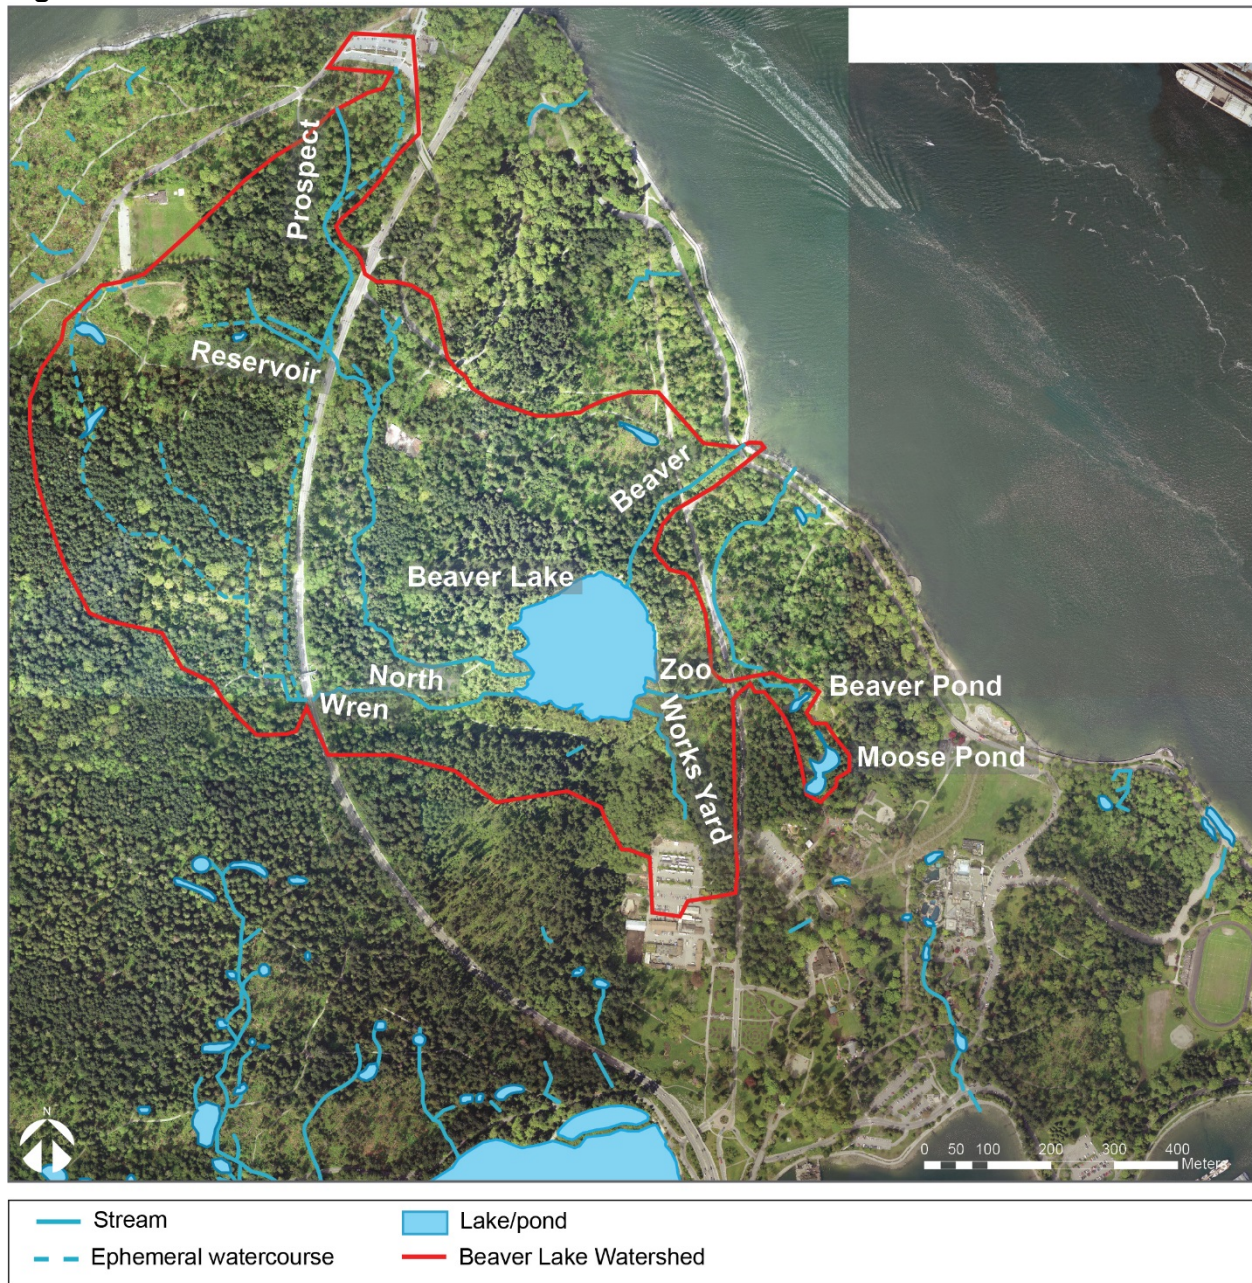 Prospect
Reservoir
Beaver
Beaver Lake
Zoo
North
Wren
Works Yard
Beaver Pond
Moose Pond
N
0 50 100 200 300 400
Meters
Stream
Lake/pond
Ephemeral watercourse
Beaver Lake Watershed